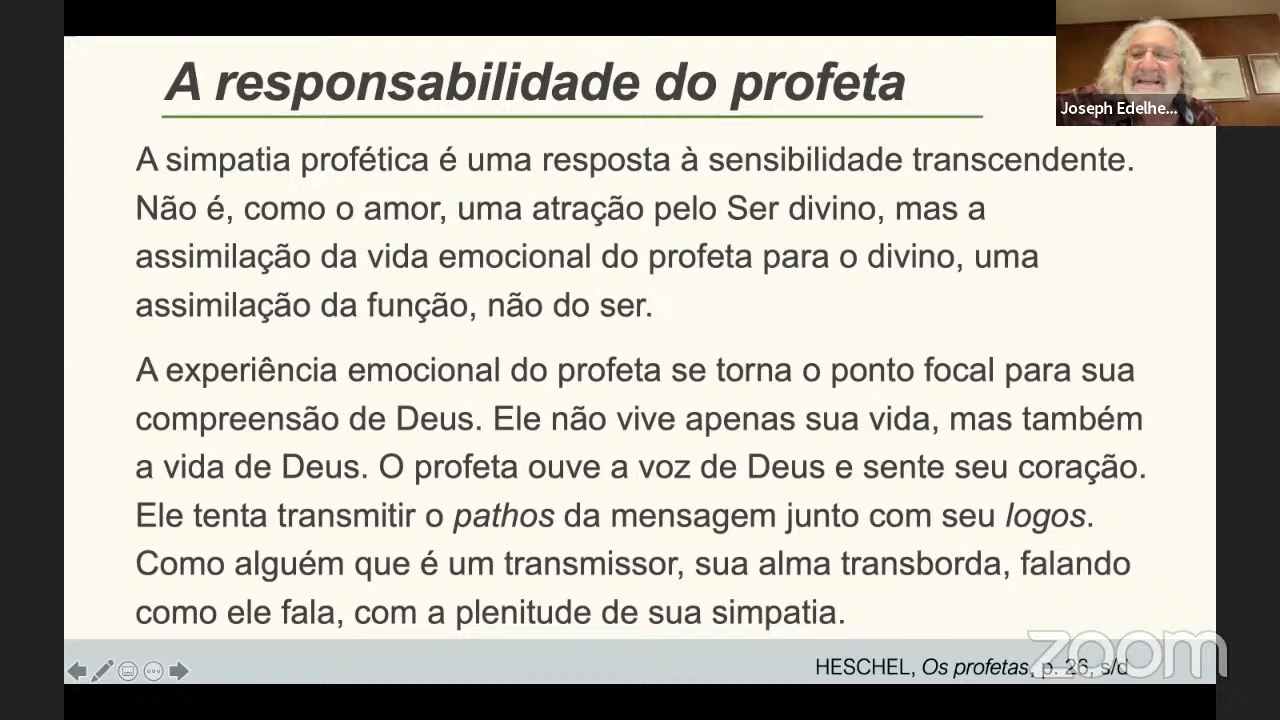 A responsabilidade do profeta
Joseph Edelhe...
A simpatia profética é uma resposta à sensibilidade transcendente.
Não é, como o amor, uma atração pelo Ser divino, mas a
assimilação da vida emocional do profeta para o divino, uma
assimilação da função, não do ser.
A experiência emocional do profeta se torna o ponto focal para sua
compreensão de Deus. Ele não vive apenas sua vida, mas também
a vida de Deus. O profeta ouve a voz de Deus e sente seu coração.
Ele tenta transmitir o pathos da mensagem junto com seu logos.
Como alguém que é um transmissor, sua alma transborda, falando
como ele fala, com a plenitude de sua simpatia.
HESCHEL, Os profetas, p. 26, s/d
zoom